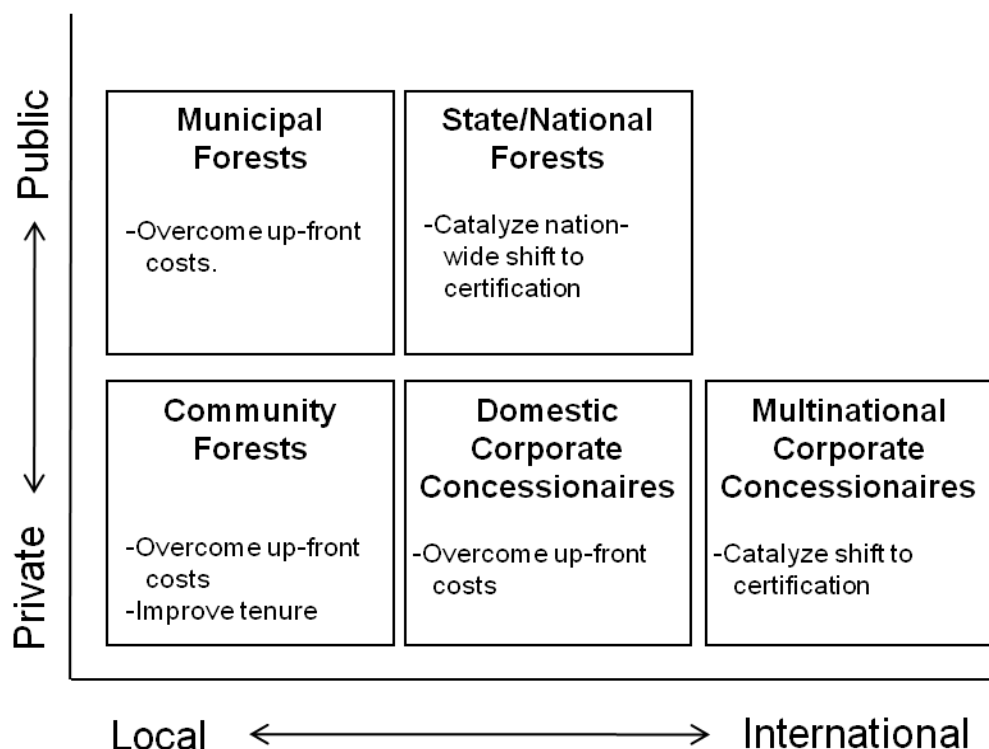 Public
Municipal
Forests
-Overcome up-front
costs.
State/National
Forests
-Catalyze nation-
wide shift to
certification
Private
Community
Forests
-Overcome up-front
costs
-Improve tenure
Domestic
Corporate
Concessionaires
-Overcome up-front
costs
Multinational
Corporate
Concessionaires
-Catalyze shift to
certification
Local
International